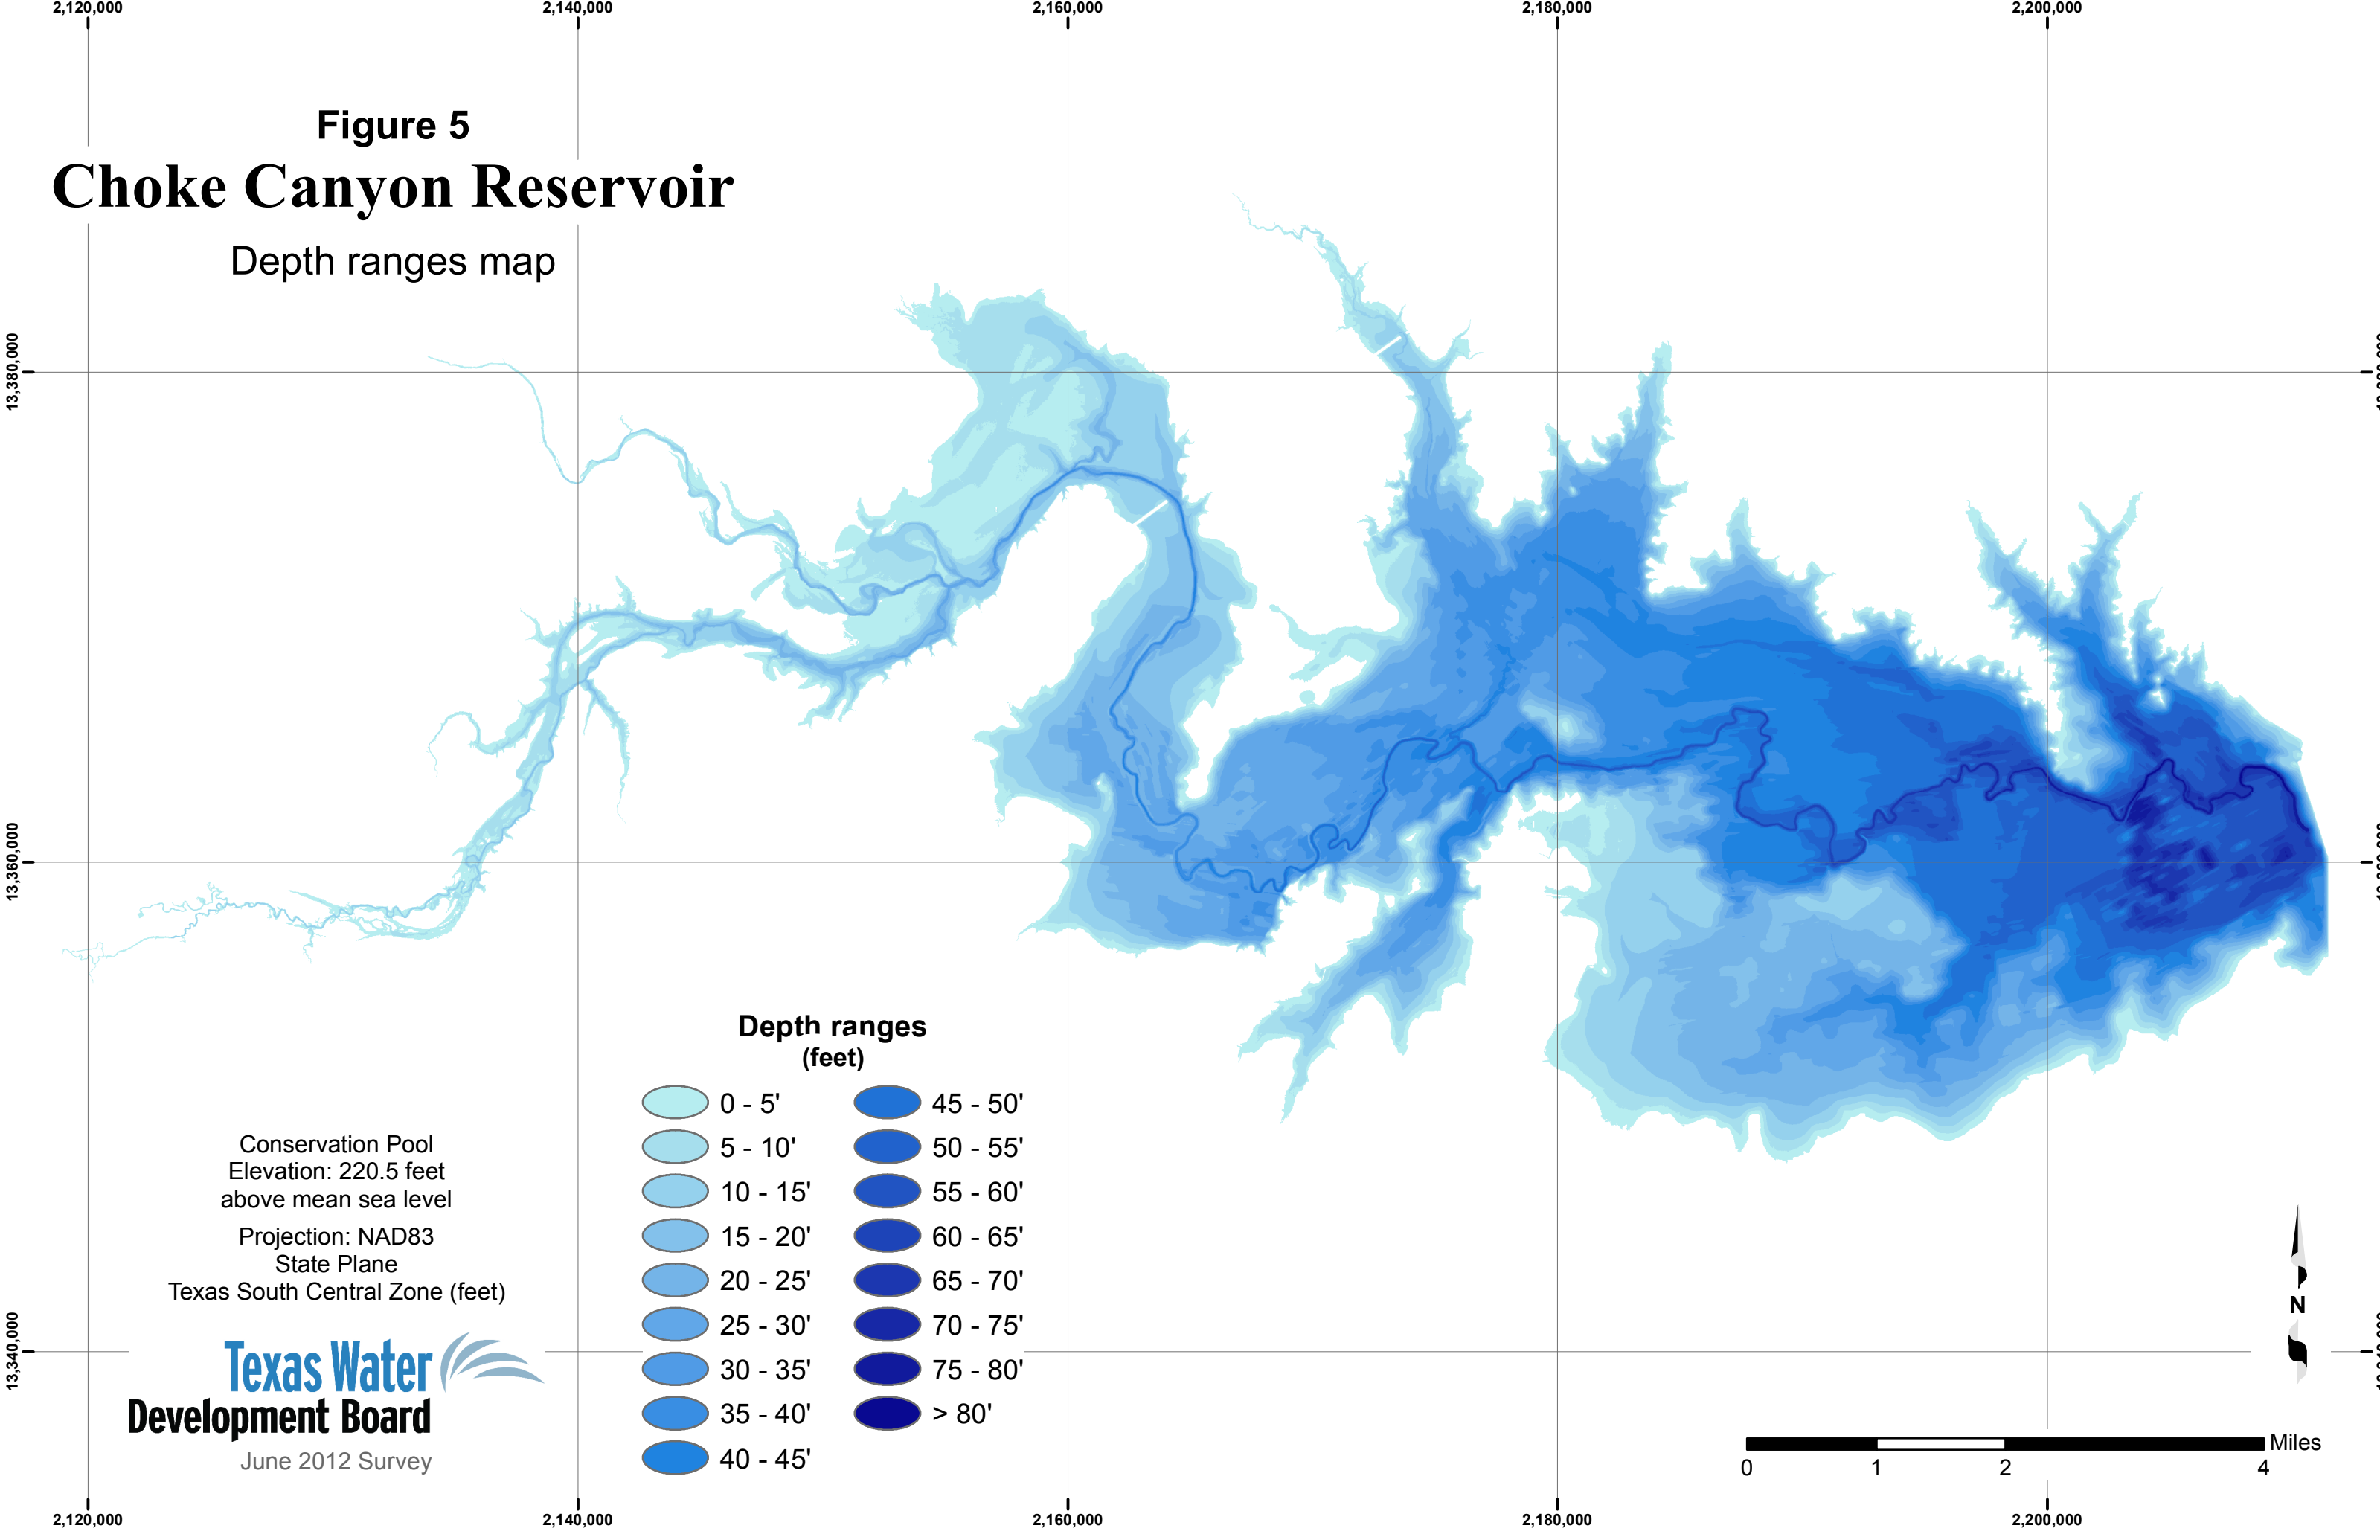 2,120,000
2,140,000
2,160,000
2,180,000
2,200,000
Figure 5
Choke Canyon Reservoir
Depth ranges map
13,380,000
13,360,000
13,340,000
Depth ranges
(feet)
0 - 5'
5 - 10'
10 - 15'
15 - 20'
20 - 25'
25 - 30'
30 - 35'
35 - 40'
40 - 45'
45 - 50'
50 - 55'
55 - 60'
60 - 65'
65 - 70'
70 - 75'
75 - 80'
> 80'
Conservation Pool
Elevation: 220.5 feet
above mean sea level
Projection: NAD83
State Plane
Texas South Central Zone (feet)
Texas Water
Development Board
June 2012 Survey
N
Miles
0 1 2 4
2,120,000
2,140,000
2,160,000
2,180,000
2,200,000